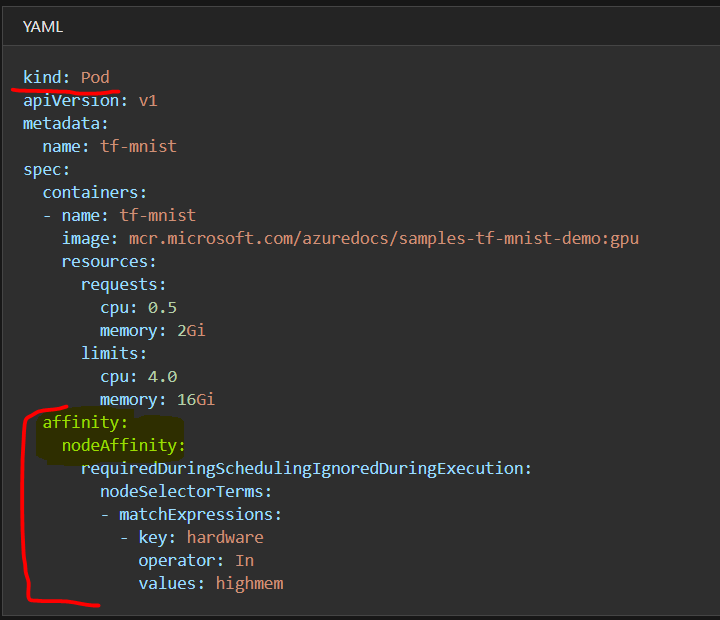 YAML
kind: Pod
apiVersion: v1
metadata:
  name: tf-mnist
spec:
  containers:
  - name: tf-mnist
    image: mcr.microsoft.com/azuredocs/samples-tf-mnist-demo:gpu
    resources:
      requests:
        cpu: 0.5
        memory: 2Gi
      limits:
        cpu: 4.0
        memory: 16Gi
  affinity:
    nodeAffinity:
      requiredDuringSchedulingIgnoredDuringExecution:
        nodeSelectorTerms:
        - matchExpressions:
          - key: hardware
            operator: In
            values: highmem